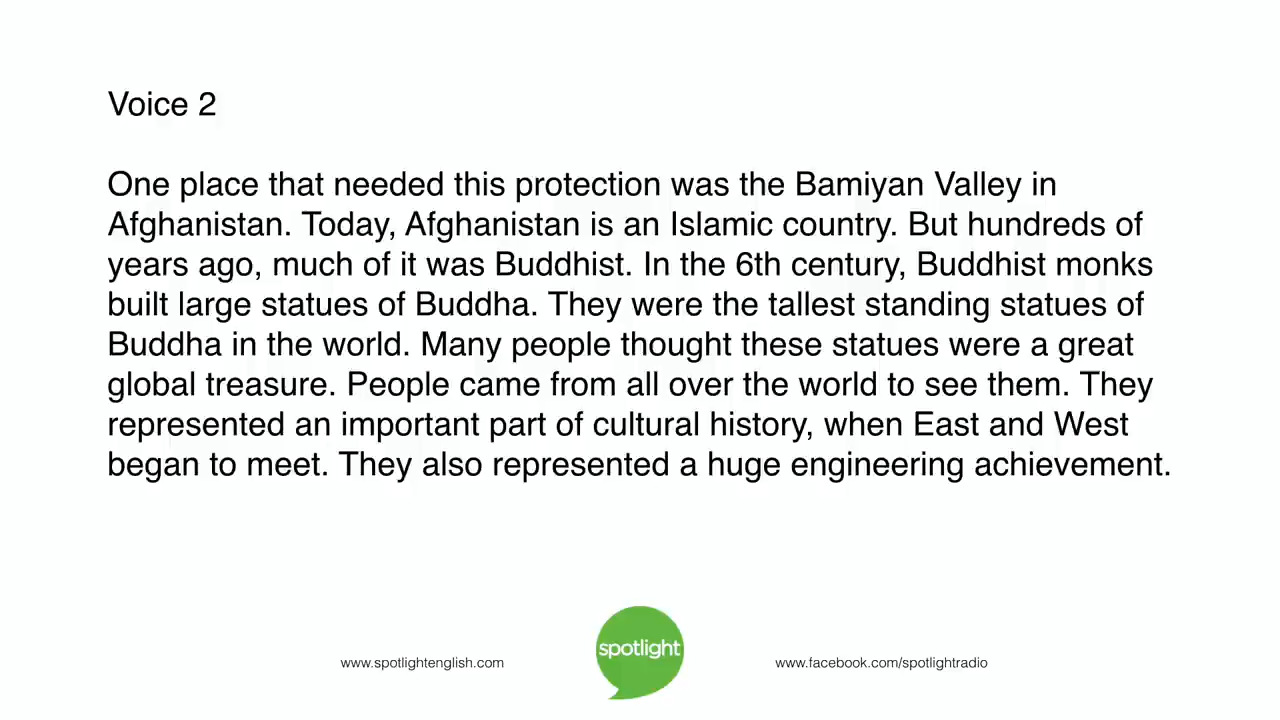 Voice 2
One place that needed this protection was the Bamiyan Valley in
Afghanistan. Today, Afghanistan is an Islamic country. But hundreds of
years ago, much of it was Buddhist. In the 6th century, Buddhist monks
built large statues of Buddha. They were the tallest standing statues of
Buddha in the world. Many people thought these statues were a great
global treasure. People came from all over the world to see them. They
represented an important part of cultural history, when East and West
began to meet. They also represented a huge engineering achievement.
www.spotlightenglish.com
spotlight
www.facebook.com/spotlightradio